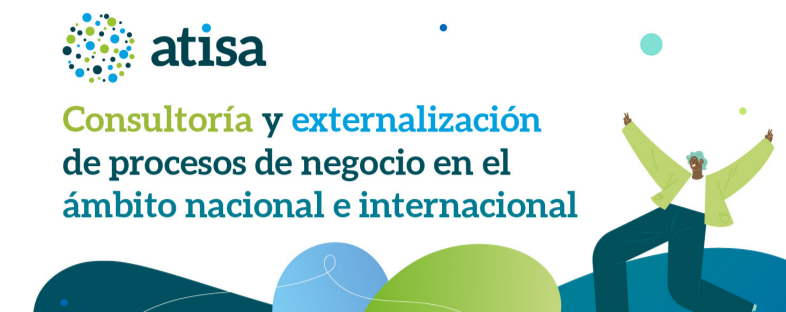 atisa
Consultoría y externalización
de procesos de negocio en el
ámbito nacional e internacional